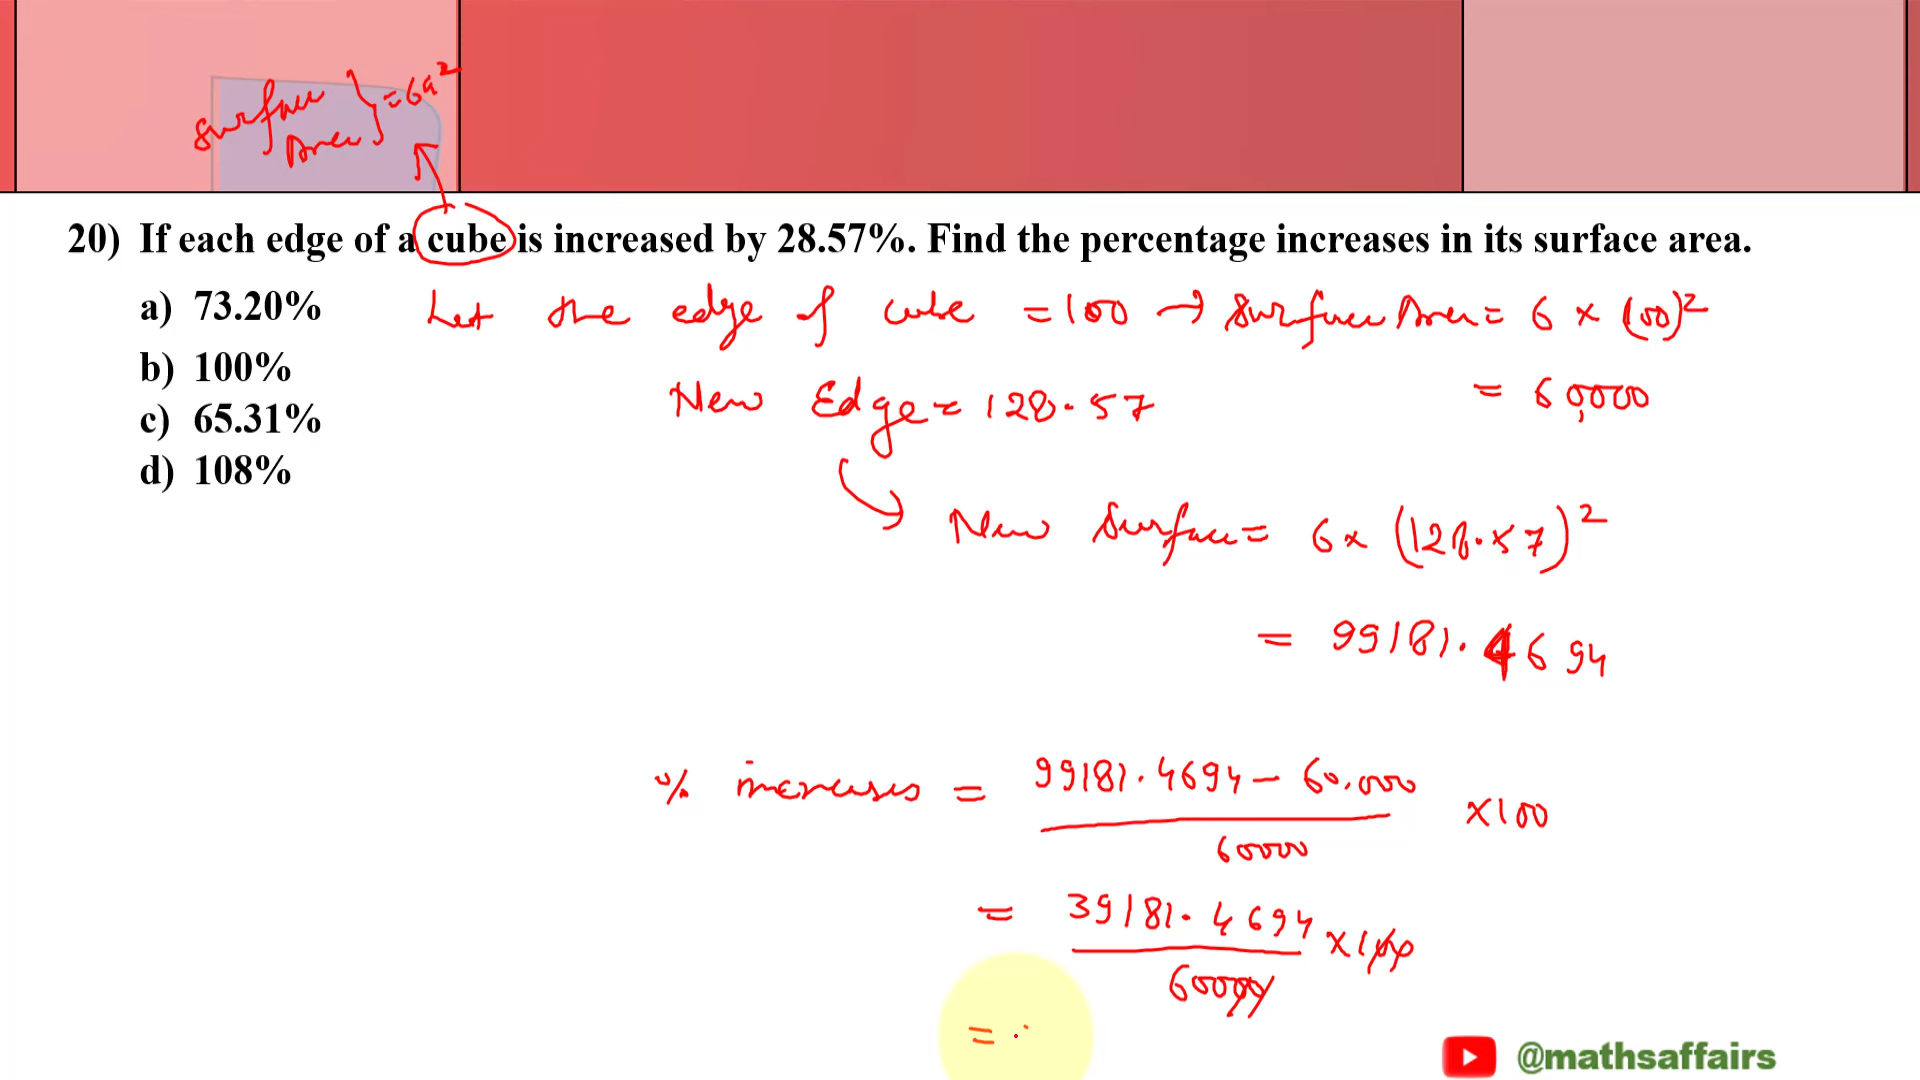 Surface
Area } = 6a²
20) If each edge of a cube is increased by 28.57%. Find the percentage increases in its surface area.
a) 73.20%
b) 100%
c) 65.31%
d) 108%
Let the edge of cube = 100 → Surface Area = 6 × (100)²
= 60,000
New Edge = 128.57
New Surface = 6 × (128.57)²
= 99181.4694
% increases = (99181.4694 - 60,000) / 60000 × 100
= 39181.4694 / 60000 × 100
=
@mathsaffairs